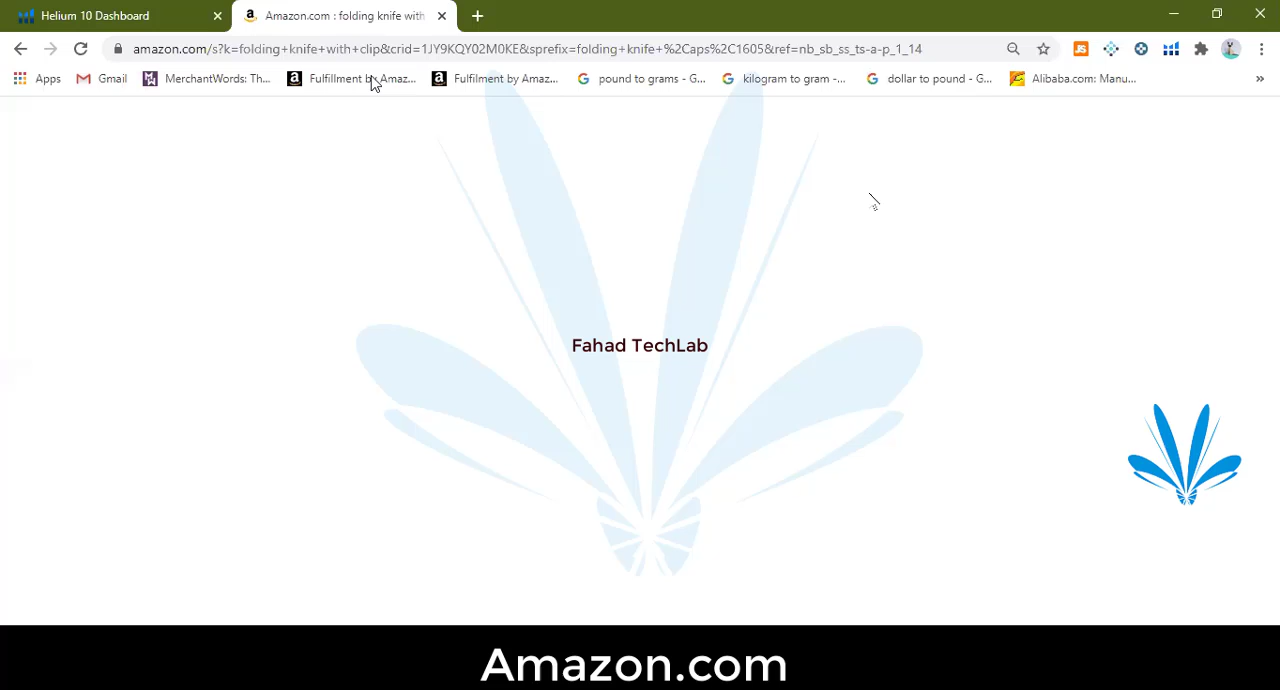 Helium 10 Dashboard
Amazon.com : folding knife with
amazon.com/s?k=folding+knife+with+clip&crid=1JY9KQY02M0KE&sprefix=folding+knife+%2Caps%2C1605&ref=nb_sb_ss_ts-a-p_1_14
Apps Gmail MerchantWords: Th... Fulfillment by Amaz... Fulfilment by Amaz... pound to grams - G... kilogram to gram -... dollar to pound - G... Alibaba.com: Manu... »
Fahad TechLab
Amazon.com